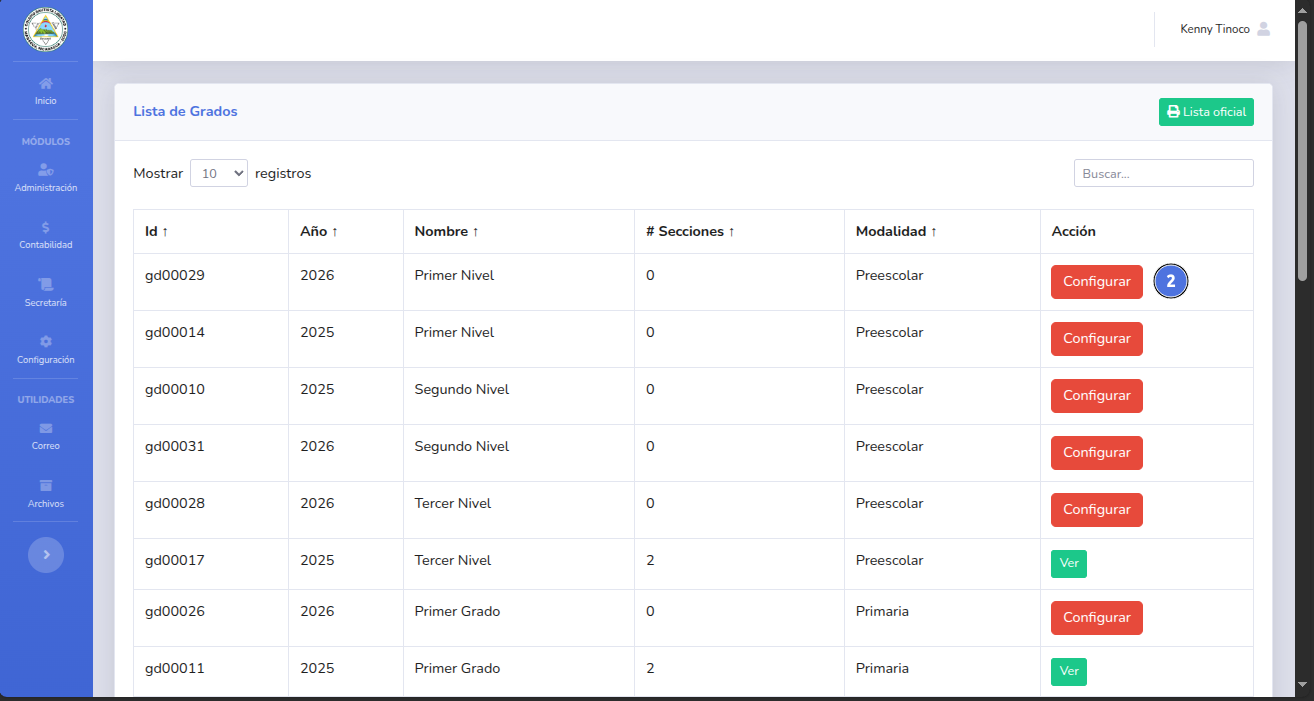 Kenny Tinoco
Inicio
MÓDULOS
Administración
Contabilidad
Secretaría
Configuración
UTILIDADES
Correo
Archivos
Lista de Grados
Lista oficial
Mostrar 10 registros
Buscar...
Id ↑ Año ↑ Nombre ↑ # Secciones ↑ Modalidad ↑ Acción
gd00029 2026 Primer Nivel 0 Preescolar Configurar 2
gd00014 2025 Primer Nivel 0 Preescolar Configurar
gd00010 2025 Segundo Nivel 0 Preescolar Configurar
gd00031 2026 Segundo Nivel 0 Preescolar Configurar
gd00028 2026 Tercer Nivel 0 Preescolar Configurar
gd00017 2025 Tercer Nivel 2 Preescolar Ver
gd00026 2026 Primer Grado 0 Primaria Configurar
gd00011 2025 Primer Grado 2 Primaria Ver